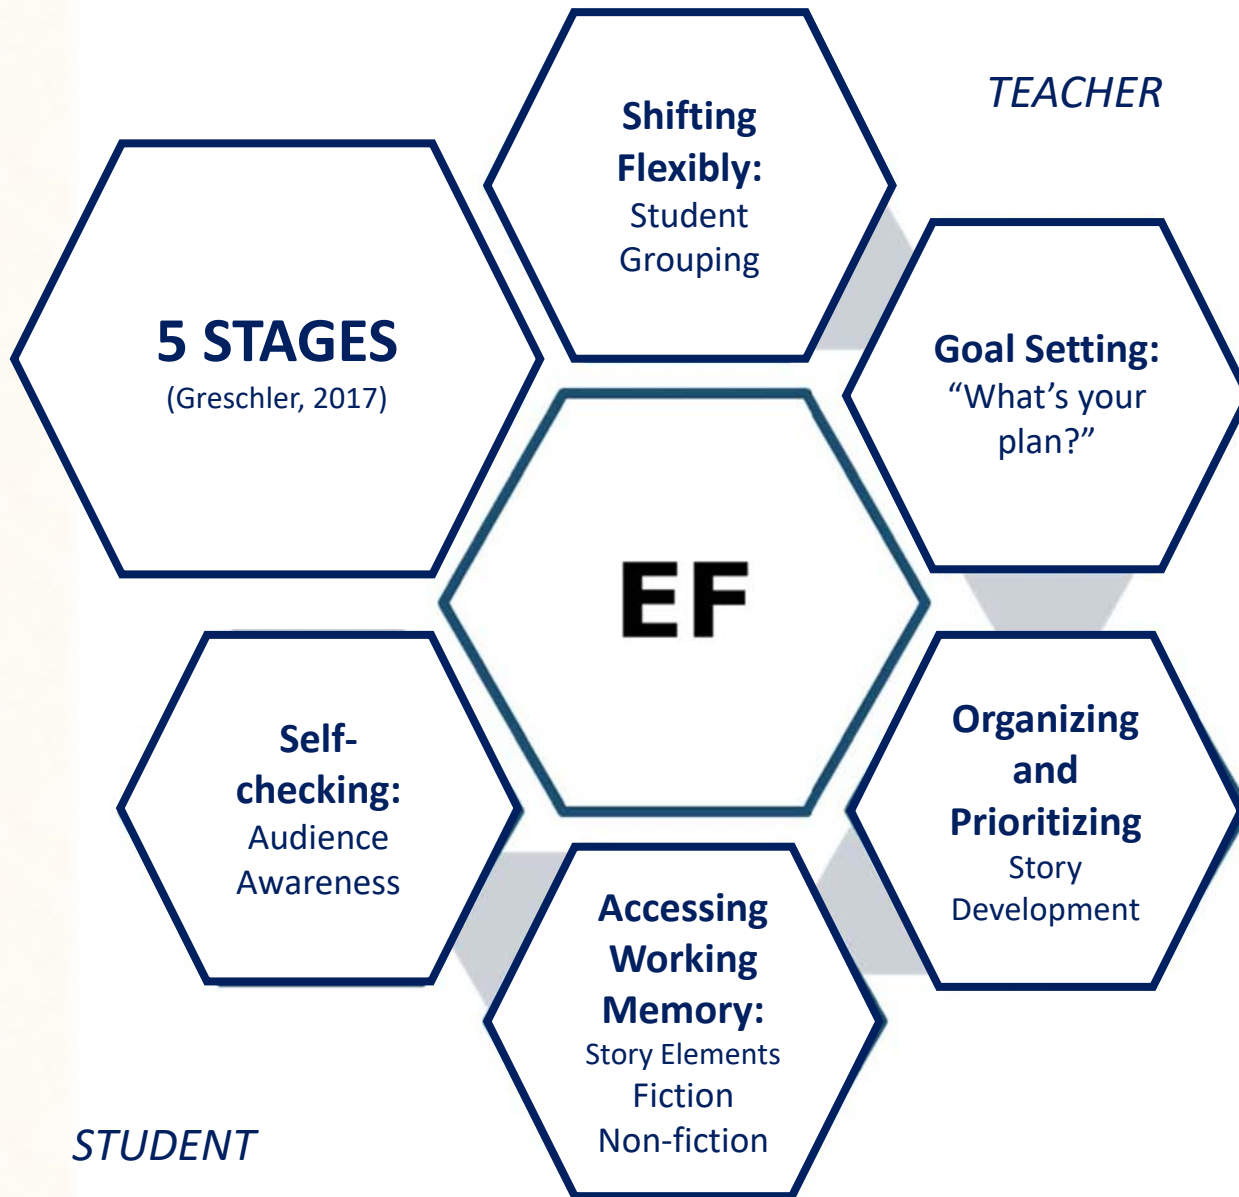 TEACHER
Shifting
Flexibly:
Student
Grouping
5 STAGES
(Greschler, 2017)
Goal Setting:
“What’s your
plan?”
EF
Organizing
and
Prioritizing
Story
Development
Self-
checking:
Audience
Awareness
Accessing
Working
Memory:
Story Elements
Fiction
Non-fiction
STUDENT